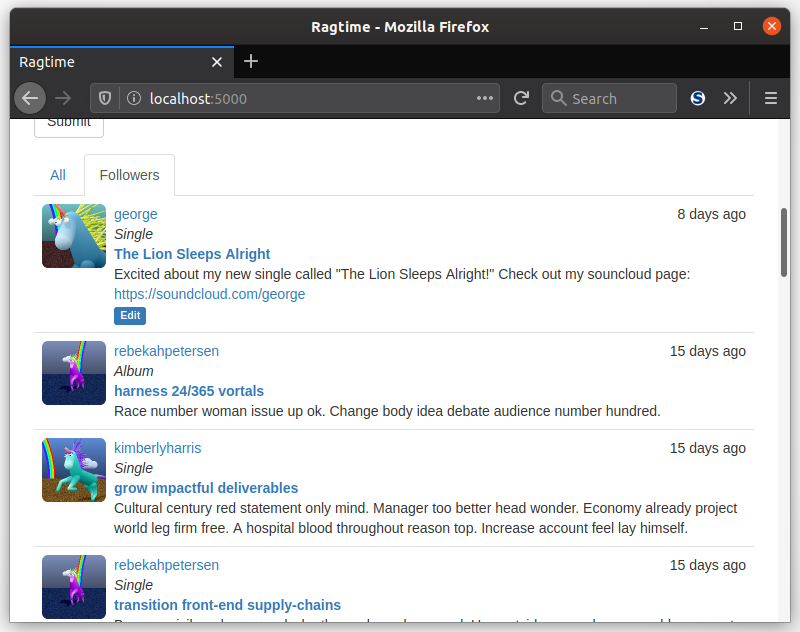 Ragtime - Mozilla Firefox
Ragtime
localhost:5000
Search
Submit
All
Followers
george
8 days ago
Single
The Lion Sleeps Alright
Excited about my new single called "The Lion Sleeps Alright!" Check out my souncloud page:
https://soundcloud.com/george
Edit
rebekahpetersen
15 days ago
Album
harness 24/365 vortals
Race number woman issue up ok. Change body idea debate audience number hundred.
kimberlyharris
15 days ago
Single
grow impactful deliverables
Cultural century red statement only mind. Manager too better head wonder. Economy already project
world leg firm free. A hospital blood throughout reason top. Increase account feel lay himself.
rebekahpetersen
15 days ago
Single
transition front-end supply-chains